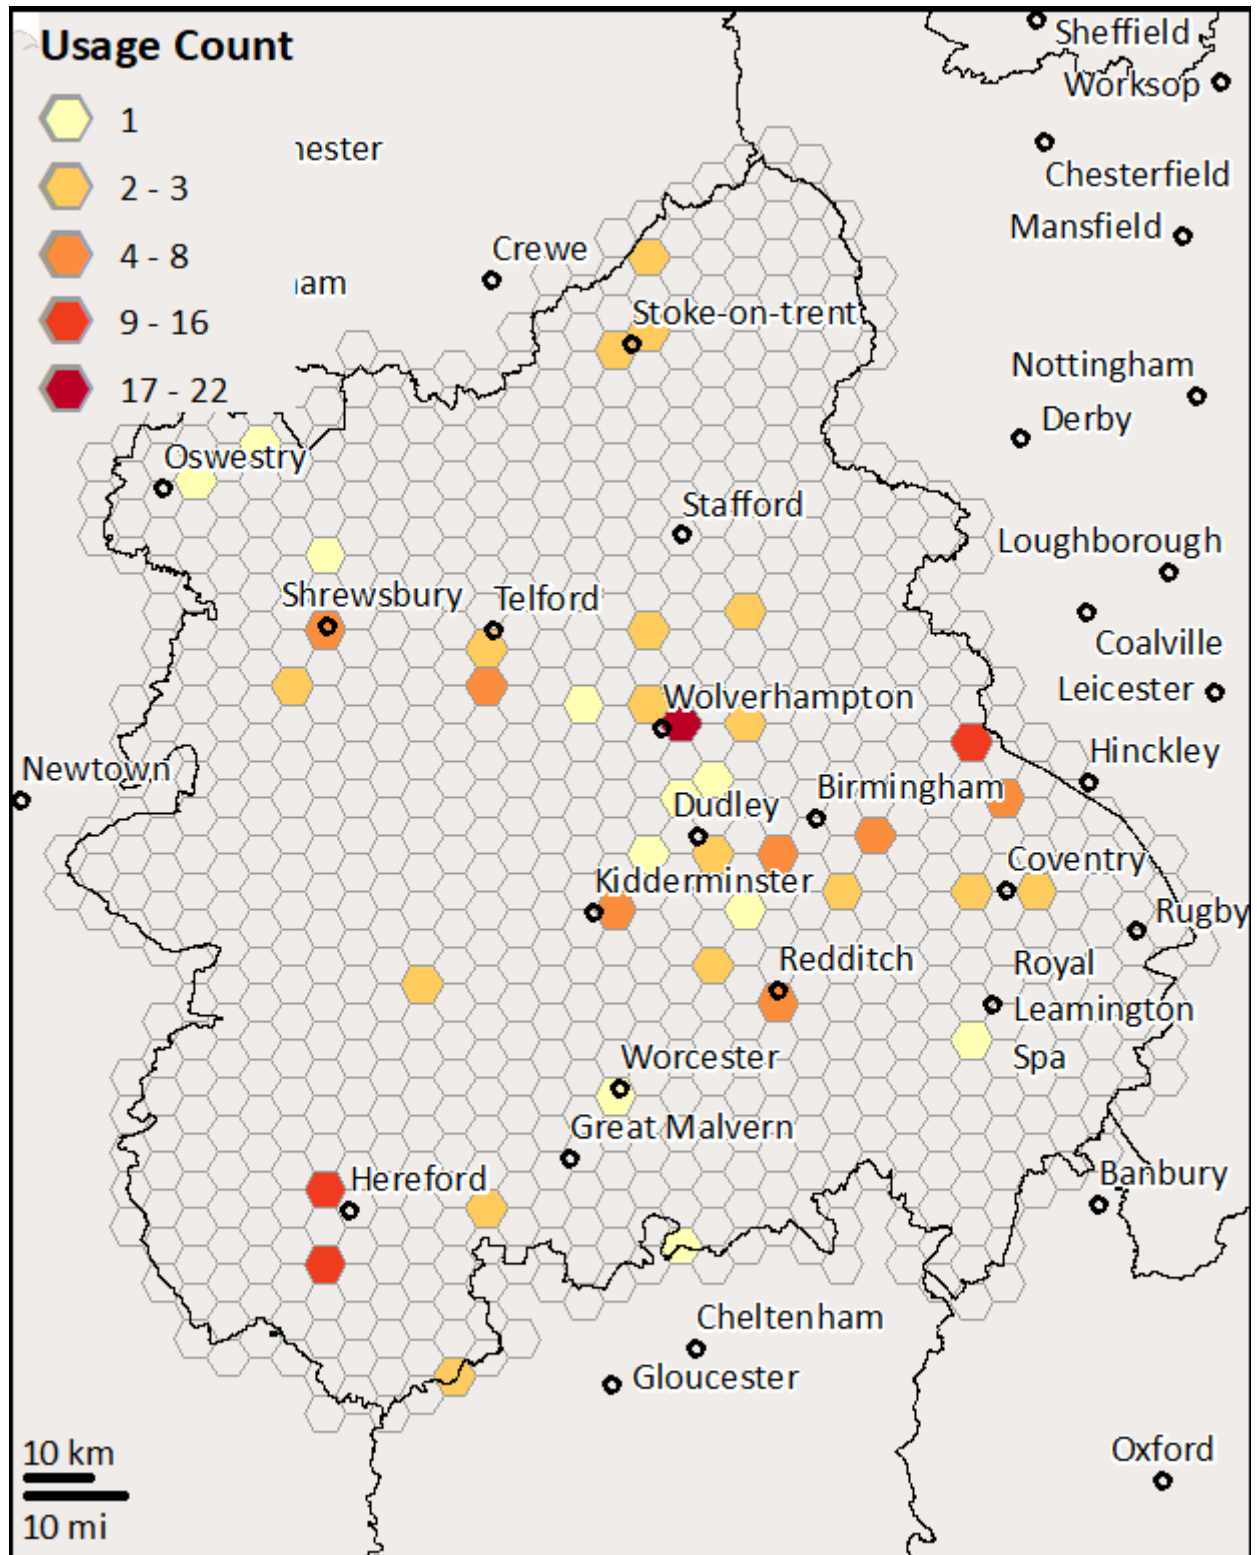 Usage Count
1
2 - 3
4 - 8
9 - 16
17 - 22
Sheffield
Worksop
Chesterfield
Mansfield
Crewe
Stoke-on-trent
Nottingham
Derby
Oswestry
Stafford
Loughborough
Shrewsbury
Telford
Coalville
Leicester
Wolverhampton
Hinckley
Newtown
Birmingham
Dudley
Coventry
Kidderminster
Rugby
Redditch
Royal
Leamington
Spa
Worcester
Great Malvern
Hereford
Banbury
Cheltenham
Gloucester
Oxford
10 km
10 mi